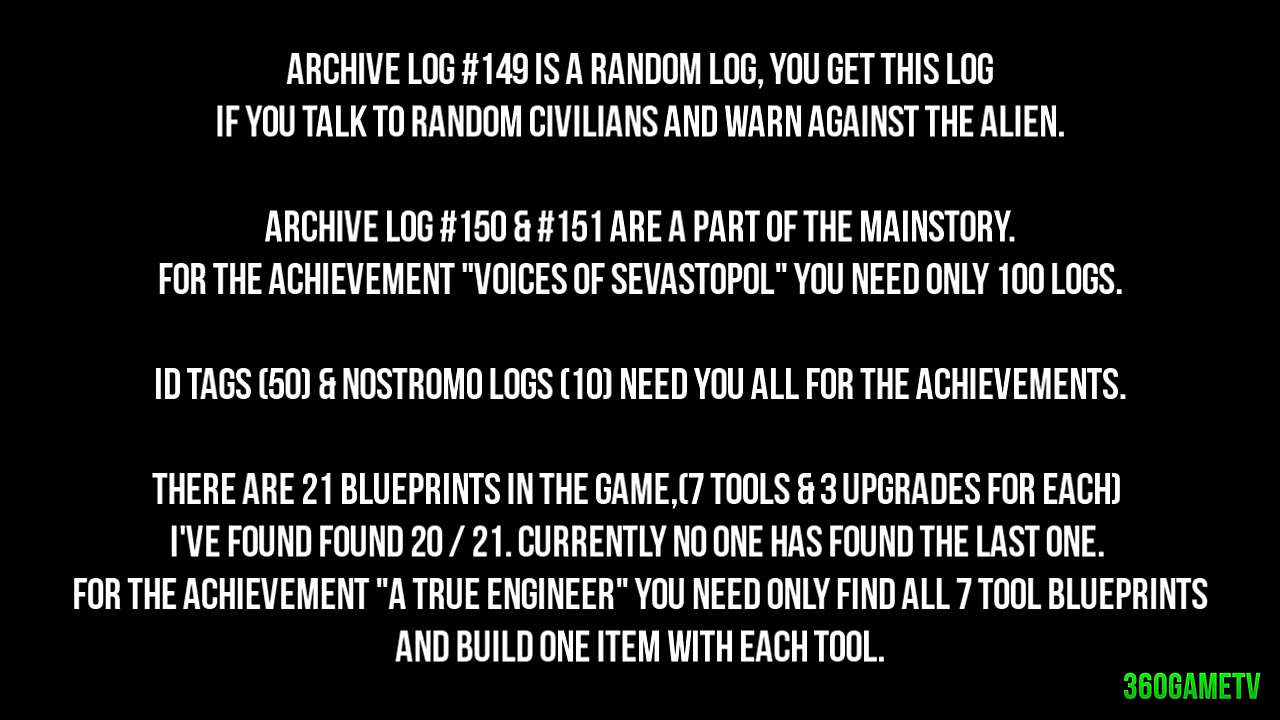 ARCHIVE LOG #149 IS A RANDOM LOG, YOU GET THIS LOG
IF YOU TALK TO RANDOM CIVILIANS AND WARN AGAINST THE ALIEN.
ARCHIVE LOG #150 & #151 ARE A PART OF THE MAINSTORY.
FOR THE ACHIEVEMENT "VOICES OF SEVASTOPOL" YOU NEED ONLY 100 LOGS.
ID TAGS (50) & NOSTROMO LOGS (10) NEED YOU ALL FOR THE ACHIEVEMENTS.
THERE ARE 21 BLUEPRINTS IN THE GAME,(7 TOOLS & 3 UPGRADES FOR EACH)
I'VE FOUND FOUND 20 / 21. CURRENTLY NO ONE HAS FOUND THE LAST ONE.
FOR THE ACHIEVEMENT "A TRUE ENGINEER" YOU NEED ONLY FIND ALL 7 TOOL BLUEPRINTS
AND BUILD ONE ITEM WITH EACH TOOL.
360GAMETV